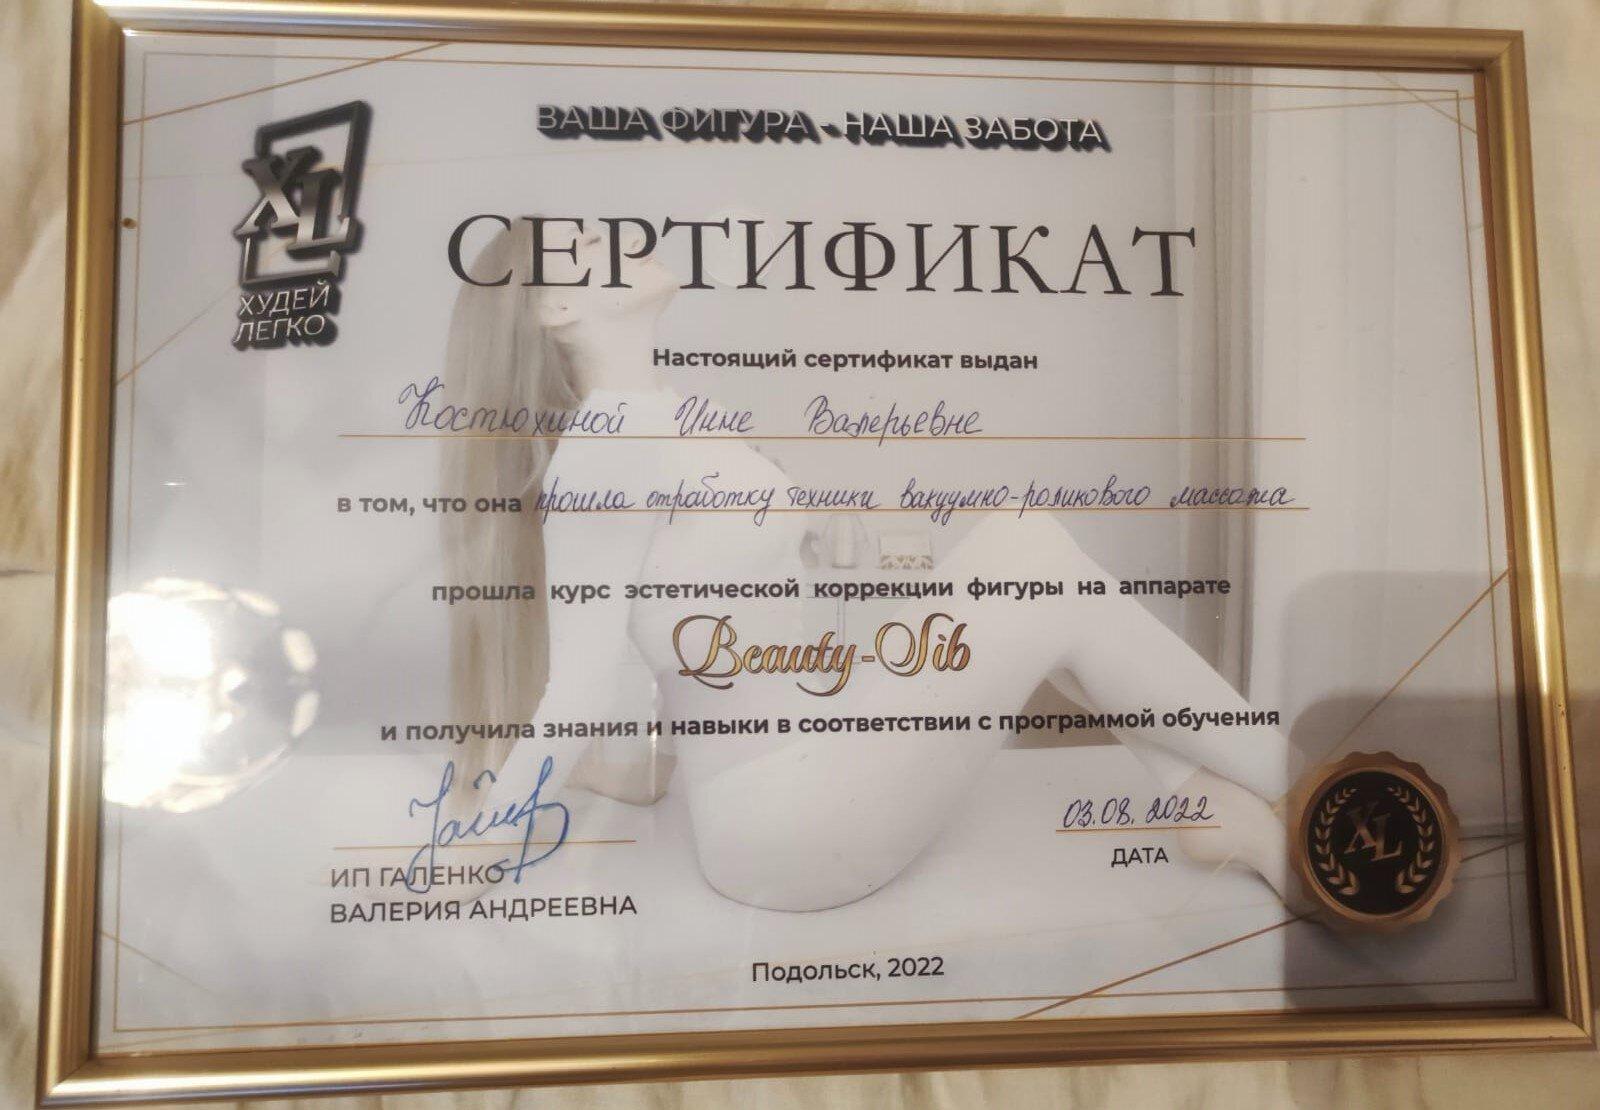 ВАША ФИГУРА - НАША ЗАБОТА
XL
ХУДЕЙ
ЛЕГКО
СЕРТИФИКАТ
Настоящий сертификат выдан
Костюхиной Инне Валерьевне
в том, что она прошла отработку техники вакуумно-роликового массажа
прошла курс эстетической коррекции фигуры на аппарате
Beauty-Sib
и получила знания и навыки в соответствии с программой обучения
03.08.2022
ДАТА
ИП ГАЛЕНКО
ВАЛЕРИЯ АНДРЕЕВНА
XL
Подольск, 2022